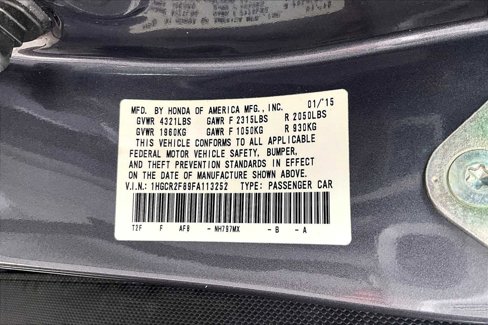 MFD. BY HONDA OF AMERICA MFG., INC. 01/'15
GVWR 4321LBS GAWR F 2315LBS R 2050LBS
GVWR 1960KG GAWR F 1050KG R 930KG
THIS VEHICLE CONFORMS TO ALL APPLICABLE
FEDERAL MOTOR VEHICLE SAFETY, BUMPER,
AND THEFT PREVENTION STANDARDS IN EFFECT
ON THE DATE OF MANUFACTURE SHOWN ABOVE.
V.I.N.: 1HGCR2F89FA113252 TYPE: PASSENGER CAR
T2F F AF8 - NH797MX - B - A